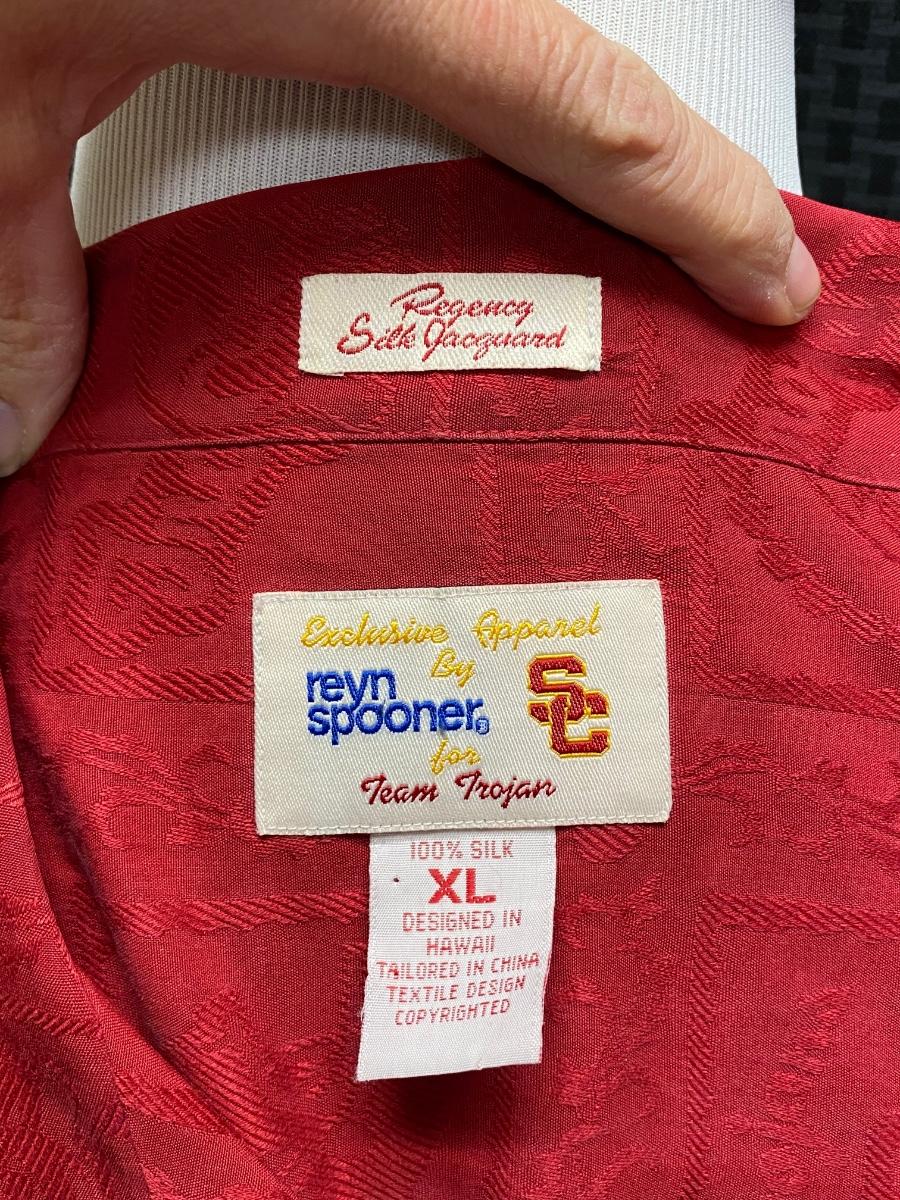 Regency
Silk Jacquard
Exclusive Apparel
By
reyn
spooner®
SC
for
Team Trojan
100% SILK
XL
DESIGNED IN
HAWAII
TAILORED IN CHINA
TEXTILE DESIGN
COPYRIGHTED